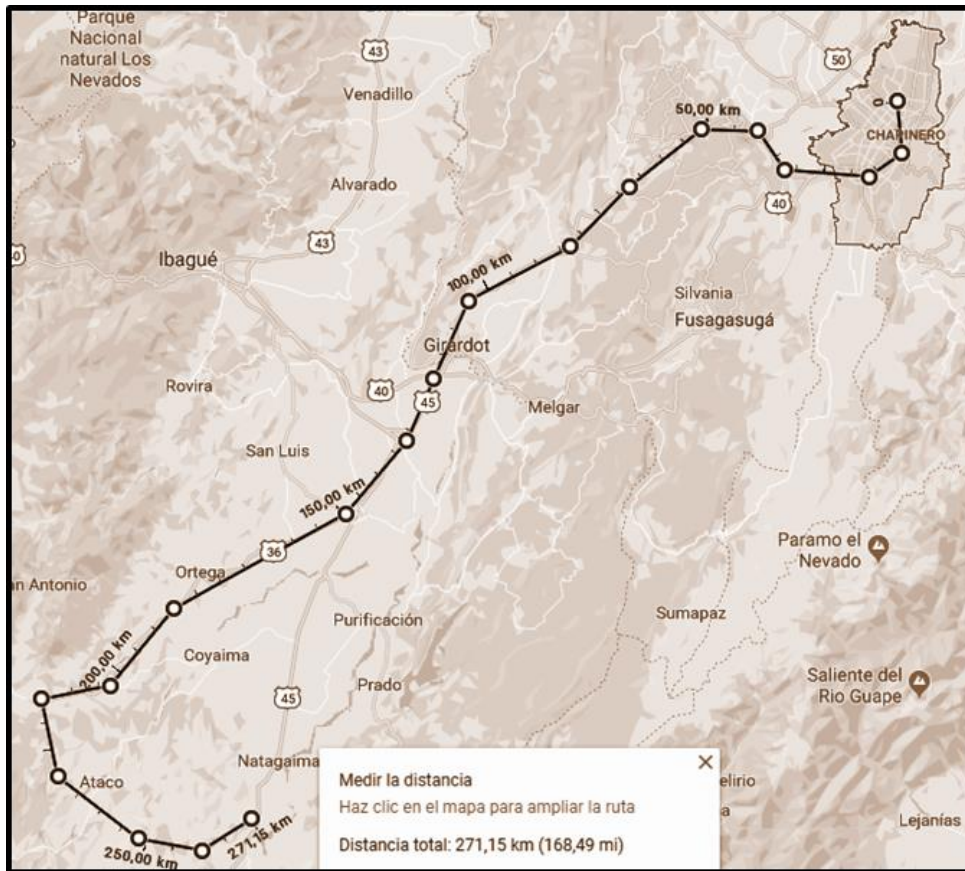 Parque
Nacional
natural Los
Nevados
43
Venadillo
50
50,00 km
0
CHAPINERO
Alvarado
40
43
Ibagué
100,00 km
Silvania
Fusagasugá
Girardot
Rovira
40
45
Melgar
San Luis
150,00 km
36
Paramo el
Nevado
an Antonio
Ortega
Purificación
Sumapaz
Coyaima
200,00 km
Prado
Saliente del
Rio Guape
45
Natagaima
Ataco
elirio
a
Lejanías
250,00 km
271,15 km
Medir la distancia
Haz clic en el mapa para ampliar la ruta
Distancia total: 271,15 km (168,49 mi)